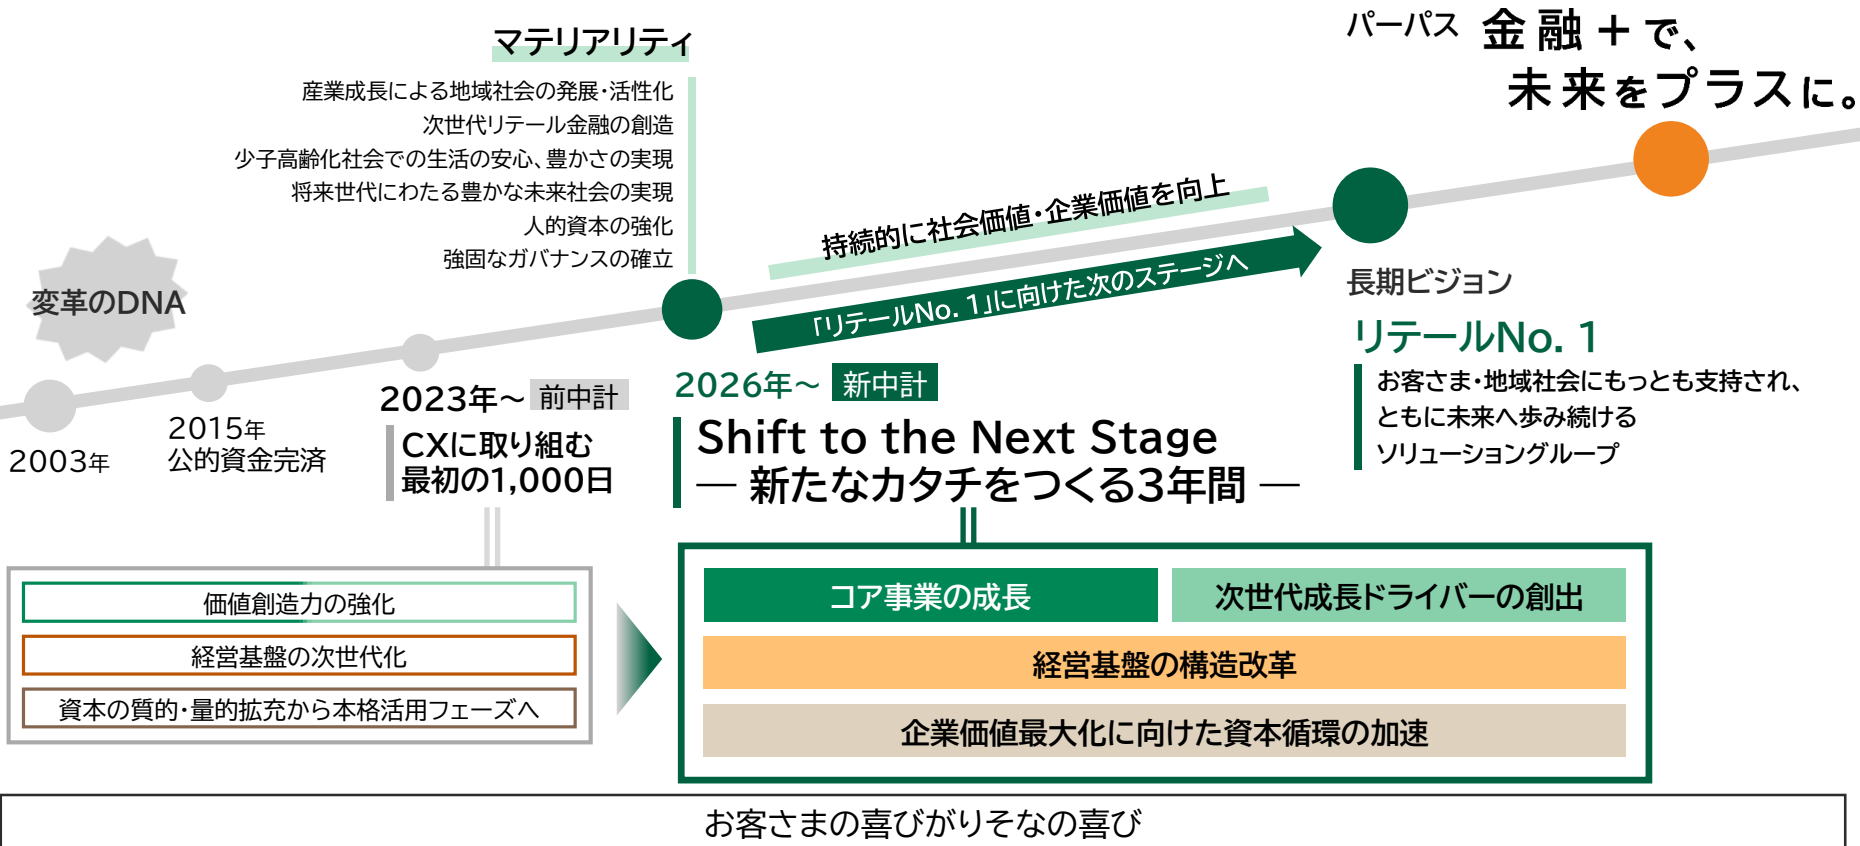 パーパス 金融＋で、
未来をプラスに。
マテリアリティ
産業成長による地域社会の発展・活性化
次世代リテール金融の創造
少子高齢化社会での生活の安心、豊かさの実現
将来世代にわたる豊かな未来社会の実現
人的資本の強化
強固なガバナンスの確立
持続的に社会価値・企業価値を向上
「リテールNo. 1」に向けた次のステージへ
変革のDNA
2003年
2015年
公的資金完済
2023年～ 前中計
CXに取り組む
最初の1,000日
2026年～ 新中計
Shift to the Next Stage
― 新たなカタチをつくる3年間 ―
長期ビジョン
リテールNo. 1
お客さま・地域社会にもっとも支持され、
ともに未来へ歩み続ける
ソリューショングループ
価値創造力の強化
経営基盤の次世代化
資本の質的・量的拡充から本格活用フェーズへ
コア事業の成長
次世代成長ドライバーの創出
経営基盤の構造改革
企業価値最大化に向けた資本循環の加速
お客さまの喜びがりそなの喜び